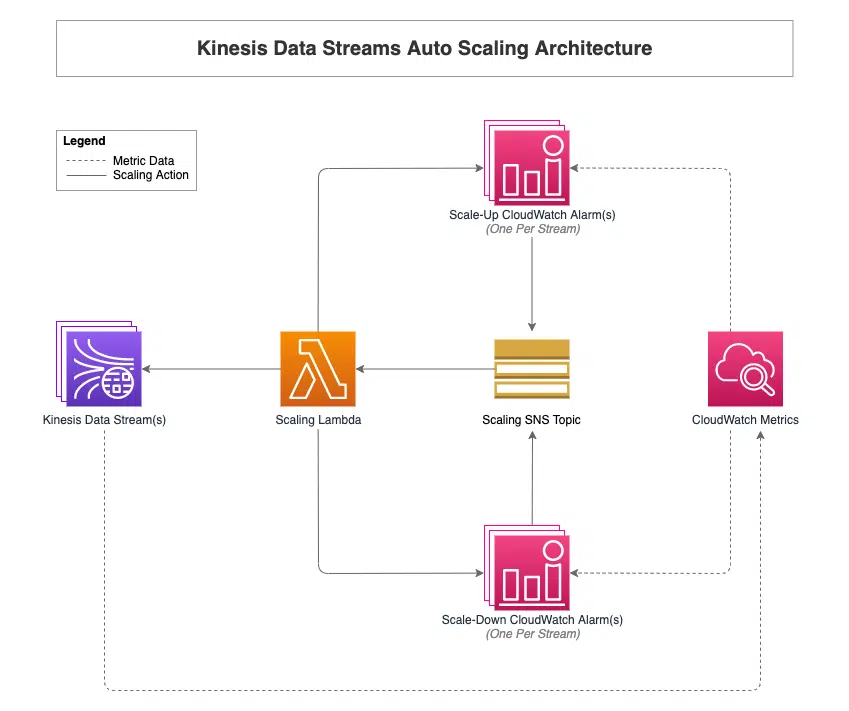 Kinesis Data Streams Auto Scaling Architecture
Legend
Metric Data
Scaling Action
Scale-Up CloudWatch Alarm(s)
(One Per Stream)
Kinesis Data Stream(s)
Scaling Lambda
Scaling SNS Topic
CloudWatch Metrics
Scale-Down CloudWatch Alarm(s)
(One Per Stream)